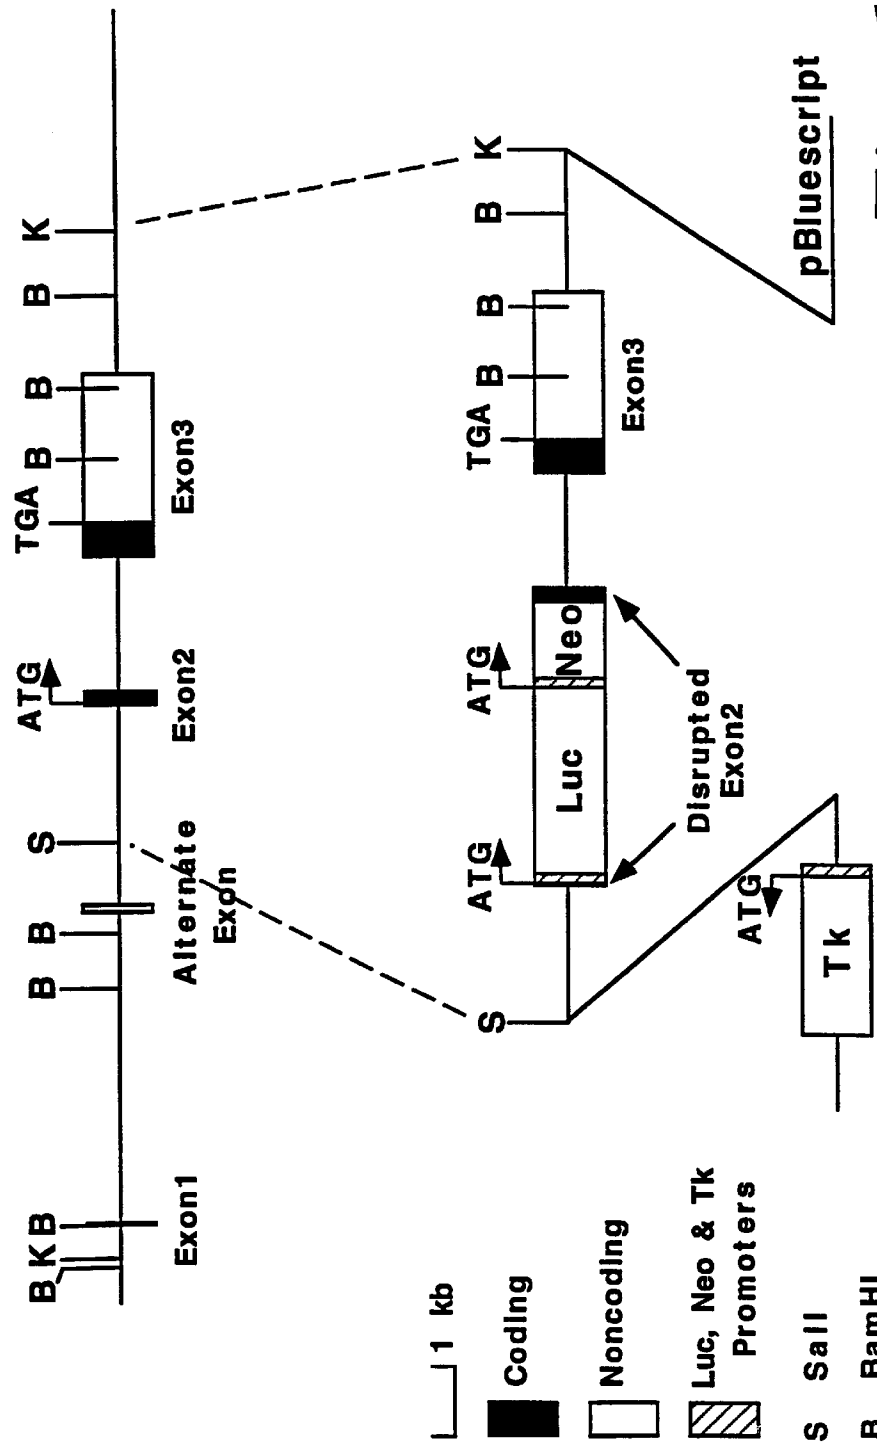 B K B B B S ATG TGA B B B K
Exon1 Alternate Exon2 Exon3
Exon
S ATG ATG TGA B B B K
Luc Neo
Exon3
Disrupted
Exon2
ATG
Tk
pBluescript
1 kb
Coding
Noncoding
Luc, Neo & Tk
Promoters
S SalI
B BamHI